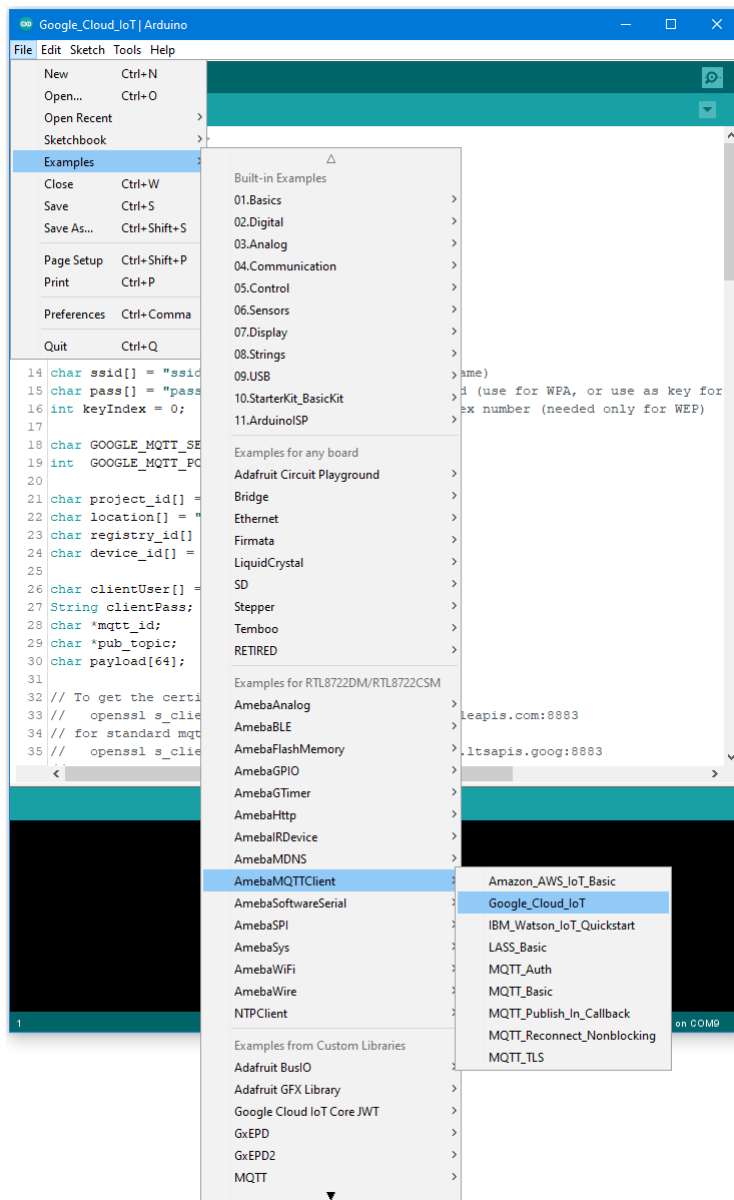 Google_Cloud_IoT | Arduino
File Edit Sketch Tools Help
New Ctrl+N
Open... Ctrl+O
Open Recent
Sketchbook
Examples
Close Ctrl+W
Save Ctrl+S
Save As... Ctrl+Shift+S
Page Setup Ctrl+Shift+P
Print Ctrl+P
Preferences Ctrl+Comma
Quit Ctrl+Q
Built-in Examples
01.Basics
02.Digital
03.Analog
04.Communication
05.Control
06.Sensors
07.Display
08.Strings
09.USB
10.StarterKit_BasicKit
11.ArduinoISP
Examples for any board
Adafruit Circuit Playground
Bridge
Ethernet
Firmata
LiquidCrystal
SD
Stepper
Temboo
RETIRED
Examples for RTL8722DM/RTL8722CSM
AmebaAnalog
AmebaBLE
AmebaFlashMemory
AmebaGPIO
AmebaGTimer
AmebaHttp
AmebaIRDevice
AmebaMDNS
AmebaMQTTClient
AmebaSoftwareSerial
AmebaSPI
AmebaSys
AmebaWiFi
AmebaWire
NTPClient
Examples from Custom Libraries
Adafruit BusIO
Adafruit GFX Library
Google Cloud IoT Core JWT
GxEPD
GxEPD2
MQTT
Amazon_AWS_IoT_Basic
Google_Cloud_IoT
IBM_Watson_IoT_Quickstart
LASS_Basic
MQTT_Auth
MQTT_Basic
MQTT_Publish_In_Callback
MQTT_Reconnect_Nonblocking
MQTT_TLS
14 char ssid[] = "ssid ame)
15 char pass[] = "pass d (use for WPA, or use as key for
16 int keyIndex = 0; ex number (needed only for WEP)
17
18 char GOOGLE_MQTT_SE
19 int GOOGLE_MQTT_PO
20
21 char project_id[] =
22 char location[] = "
23 char registry_id[]
24 char device_id[] =
25
26 char clientUser[] =
27 String clientPass;
28 char *mqtt_id;
29 char *pub_topic;
30 char payload[64];
31
32 // To get the certi
33 // openssl s_clie leapis.com:8883
34 // for standard mqt
35 // openssl s_clie .ltsapis.goog:8883
1 on COM9